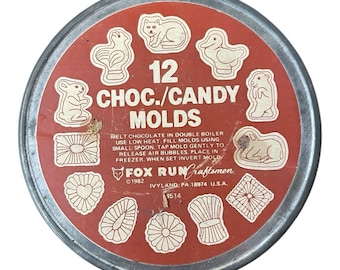 12
CHOC./CANDY
MOLDS
MELT CHOCOLATE IN DOUBLE BOILER
USE LOW HEAT. FILL MOLDS USING
SMALL SPOON. TAP MOLD GENTLY TO
RELEASE AIR BUBBLES. PLACE IN
FREEZER. WHEN SET INVERT MOLD.
FOX RUN Craftsmen
©1982
IVYLAND, PA 18974 U.S.A.
4514